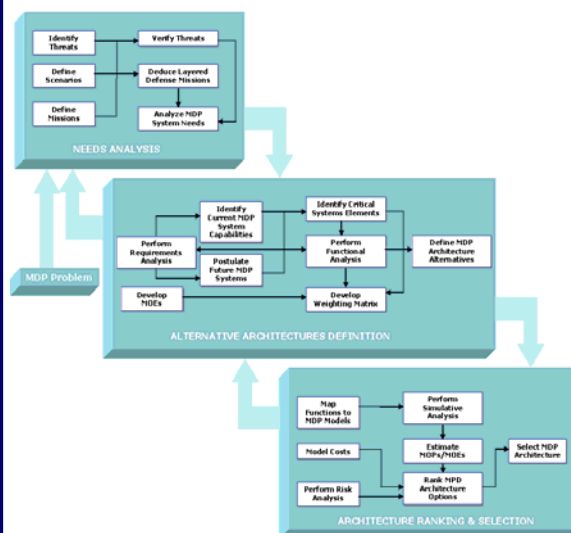 Identify
Threats
Verify Threats
Define
Scenarios
Deduce Layered
Defense Missions
Define
Missions
Analyze MDP
System Needs
NEEDS ANALYSIS
MDP Problem
Identify
Current MDP
System
Capabilities
Identify Critical
Systems Elements
Perform
Requirements
Analysis
Perform
Functional
Analysis
Define MDP
Architecture
Alternatives
Postulate
Future MDP
Systems
Develop
MOEs
Develop
Weighting Matrix
ALTERNATIVE ARCHITECTURES DEFINITION
Map
Functions to
MDP Models
Perform
Simulative
Analysis
Model Costs
Estimate
MOPs/MOEs
Select MDP
Architecture
Perform Risk
Analysis
Rank MPD
Architecture
Options
ARCHITECTURE RANKING & SELECTION